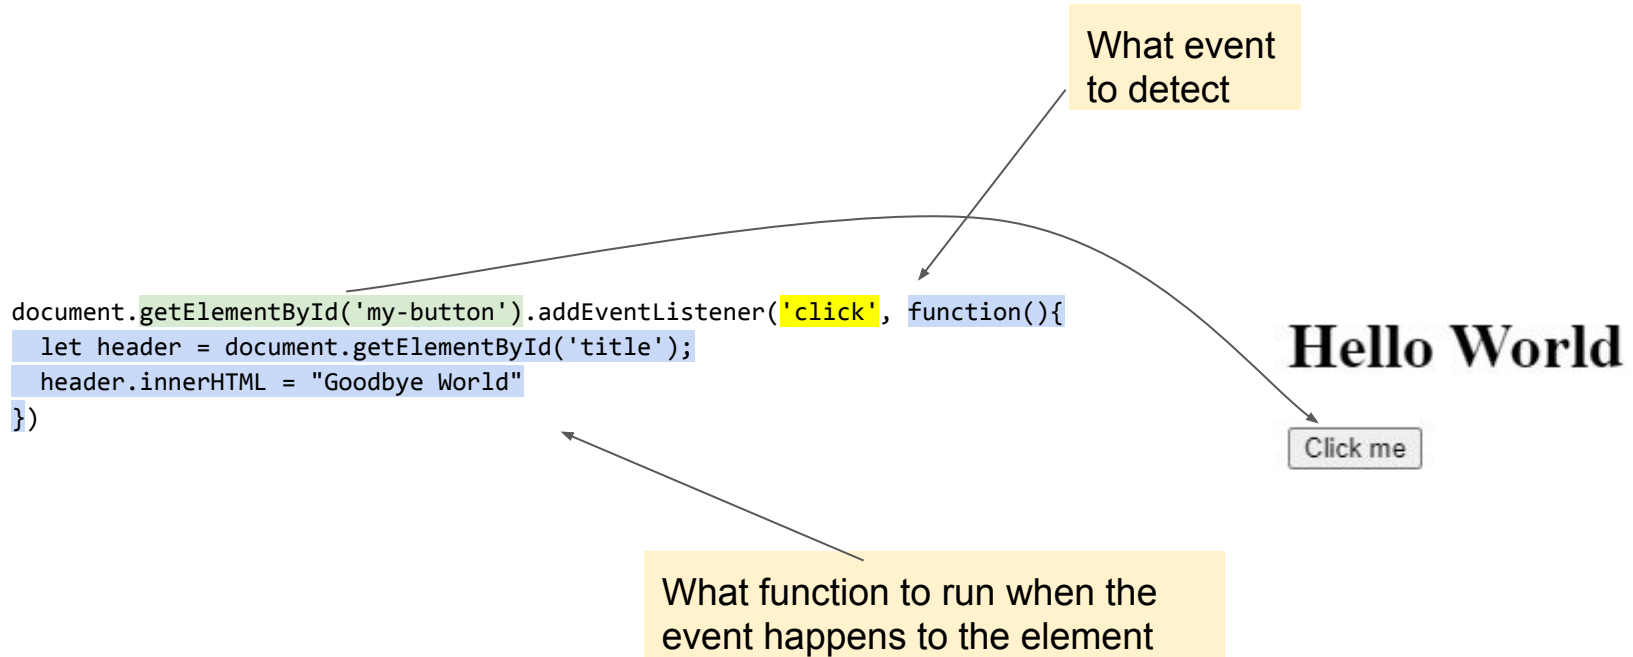 What event
to detect
document.getElementById('my-button').addEventListener('click', function(){
  let header = document.getElementById('title');
  header.innerHTML = "Goodbye World"
})
Hello World
Click me
What function to run when the
event happens to the element